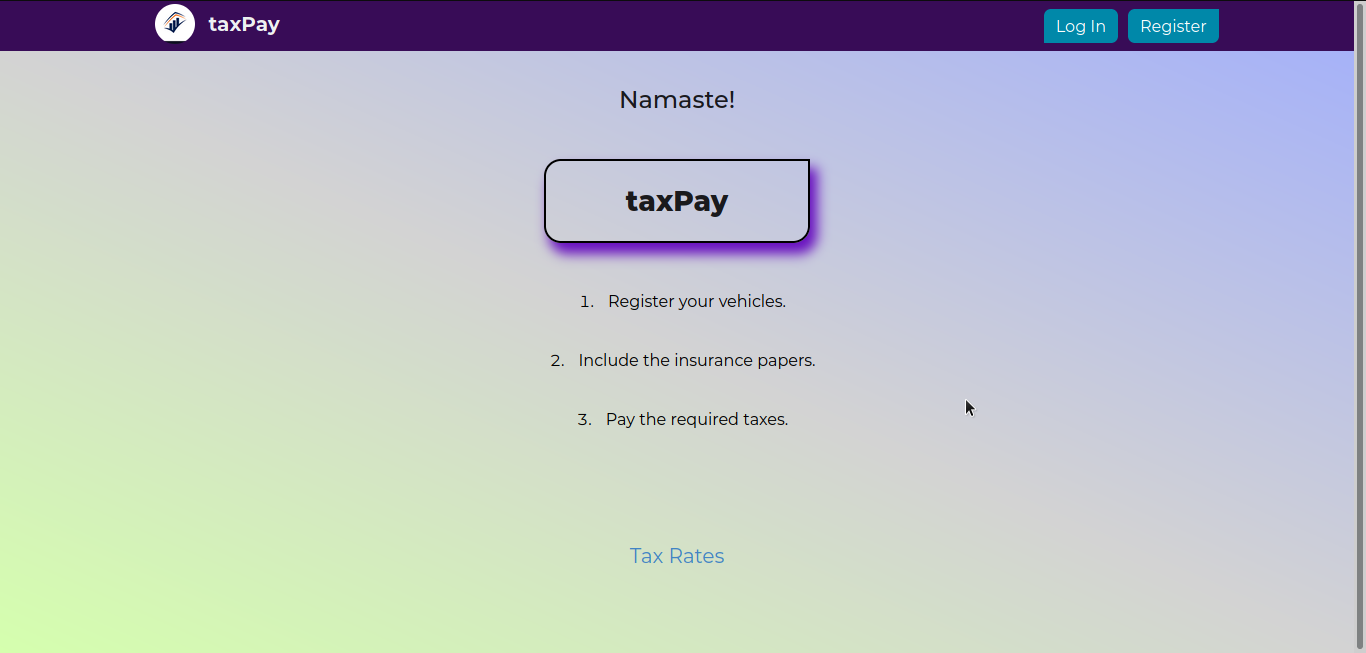 taxPay
Log In
Register
Namaste!
taxPay
1. Register your vehicles.
2. Include the insurance papers.
3. Pay the required taxes.
Tax Rates